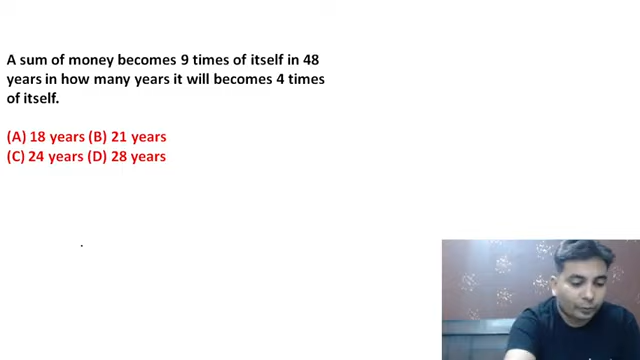 A sum of money becomes 9 times of itself in 48
years in how many years it will becomes 4 times
of itself.
(A) 18 years (B) 21 years
(C) 24 years (D) 28 years